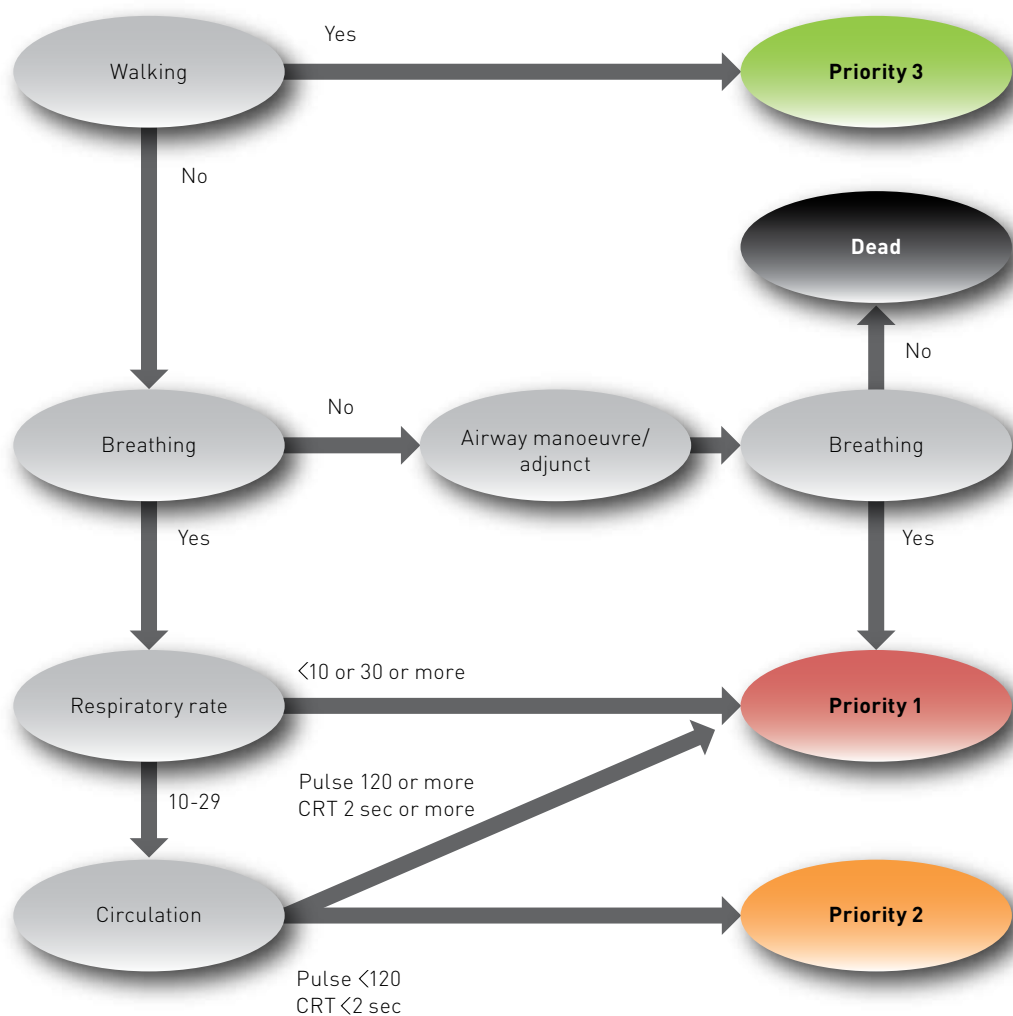 Yes
Walking
Priority 3
No
Dead
No
No
Breathing
Airway manoeuvre/
adjunct
Breathing
Yes
Yes
<10 or 30 or more
Respiratory rate
Priority 1
Pulse 120 or more
CRT 2 sec or more
10-29
Circulation
Priority 2
Pulse <120
CRT <2 sec